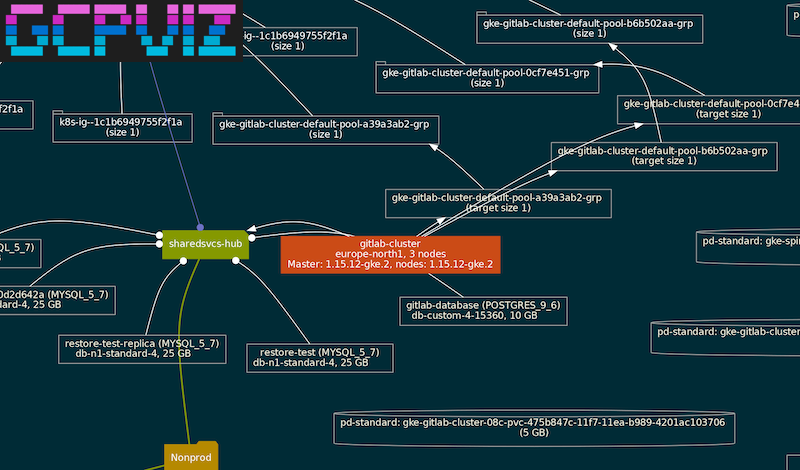 GCPVIZ
ig--1c1b6949755f2f1a
(size 1)
gke-gitlab-cluster-default-pool-b6b502aa-grp
(size 1)
gke-gitlab-cluster-default-pool-0cf7e451-grp
(size 1)
f2f1a
k8s-ig--1c1b6949755f2f1a
(size 1)
gke-gitlab-cluster-default-pool-a39a3ab2-grp
(size 1)
gke-gitlab-cluster-default-pool-0cf7e4
(target size 1)
gke-gitlab-cluster-default-pool-b6b502aa-grp
(target size 1)
gke-gitlab-cluster-default-pool-a39a3ab2-grp
(target size 1)
QL_5_7)
5 GB
sharedsvcs-hub
gitlab-cluster
europe-north1, 3 nodes
Master: 1.15.12-gke.2, nodes: 1.15.12-gke.2
pd-standard: gke-spi
0d2d642a (MYSQL_5_7)
dard-4, 25 GB
gitlab-database (POSTGRES_9_6)
db-custom-4-15360, 10 GB
restore-test-replica (MYSQL_5_7)
db-n1-standard-4, 25 GB
restore-test (MYSQL_5_7)
db-n1-standard-4, 25 GB
pd-standard: gke-gitlab-cluster
pd-standard: gke-gitlab-cluster-08c-pvc-475b847c-11f7-11ea-b989-4201ac103706
(5 GB)
Nonprod